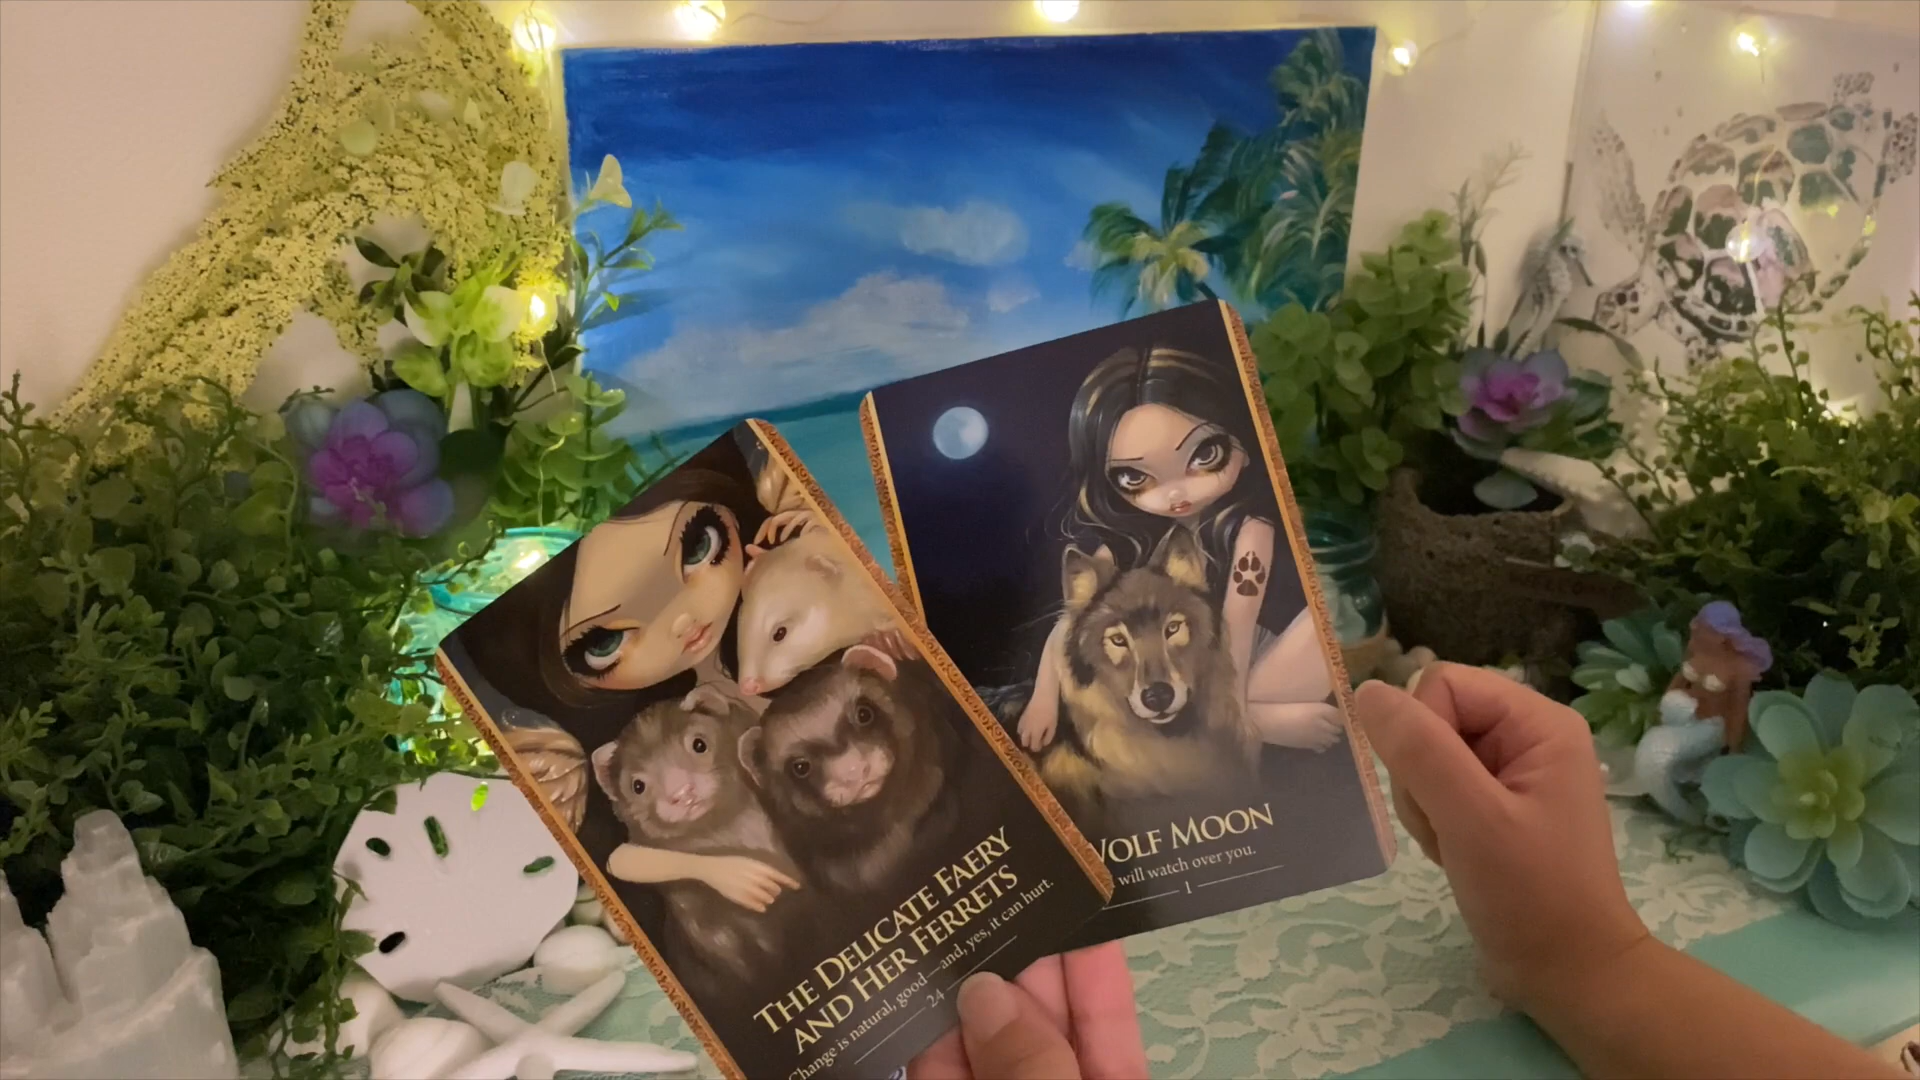 THE DELICATE FAERY
AND HER FERRETS
Change is natural, good—and, yes, it can hurt.
24
WOLF MOON
will watch over you.
1